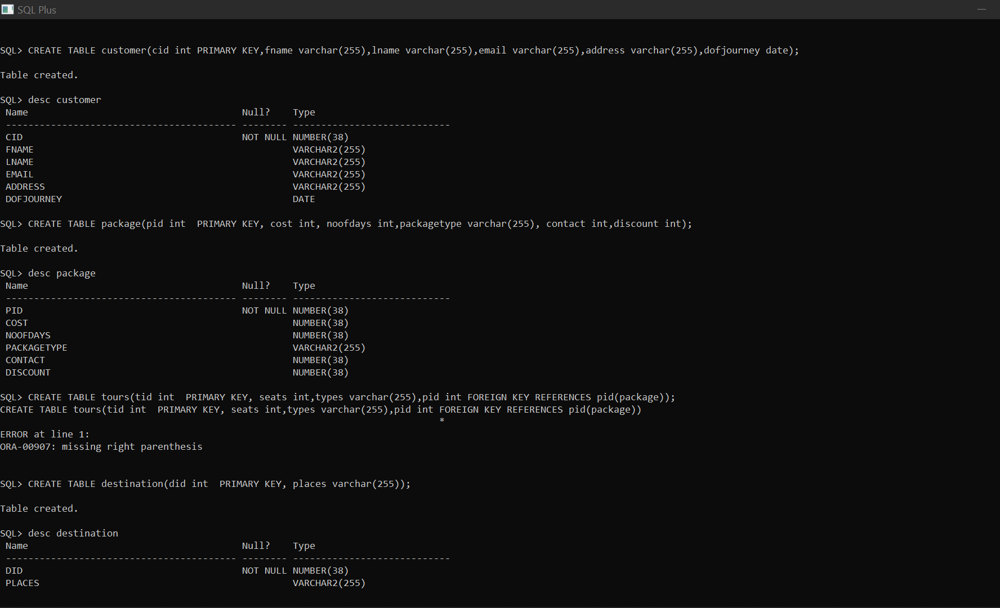 SQL Plus
SQL> CREATE TABLE customer(cid int PRIMARY KEY,fname varchar(255),lname varchar(255),email varchar(255),address varchar(255),dofjourney date);
Table created.
SQL> desc customer
Name Null? Type
----------------------------------------- -------- ----------------------------
CID NOT NULL NUMBER(38)
FNAME VARCHAR2(255)
LNAME VARCHAR2(255)
EMAIL VARCHAR2(255)
ADDRESS VARCHAR2(255)
DOFJOURNEY DATE
SQL> CREATE TABLE package(pid int  PRIMARY KEY, cost int, noofdays int,packagetype varchar(255), contact int,discount int);
Table created.
SQL> desc package
Name Null? Type
----------------------------------------- -------- ----------------------------
PID NOT NULL NUMBER(38)
COST NUMBER(38)
NOOFDAYS NUMBER(38)
PACKAGETYPE VARCHAR2(255)
CONTACT NUMBER(38)
DISCOUNT NUMBER(38)
SQL> CREATE TABLE tours(tid int  PRIMARY KEY, seats int,types varchar(255),pid int FOREIGN KEY REFERENCES pid(package));
CREATE TABLE tours(tid int  PRIMARY KEY, seats int,types varchar(255),pid int FOREIGN KEY REFERENCES pid(package))
*
ERROR at line 1:
ORA-00907: missing right parenthesis
SQL> CREATE TABLE destination(did int  PRIMARY KEY, places varchar(255));
Table created.
SQL> desc destination
Name Null? Type
----------------------------------------- -------- ----------------------------
DID NOT NULL NUMBER(38)
PLACES VARCHAR2(255)